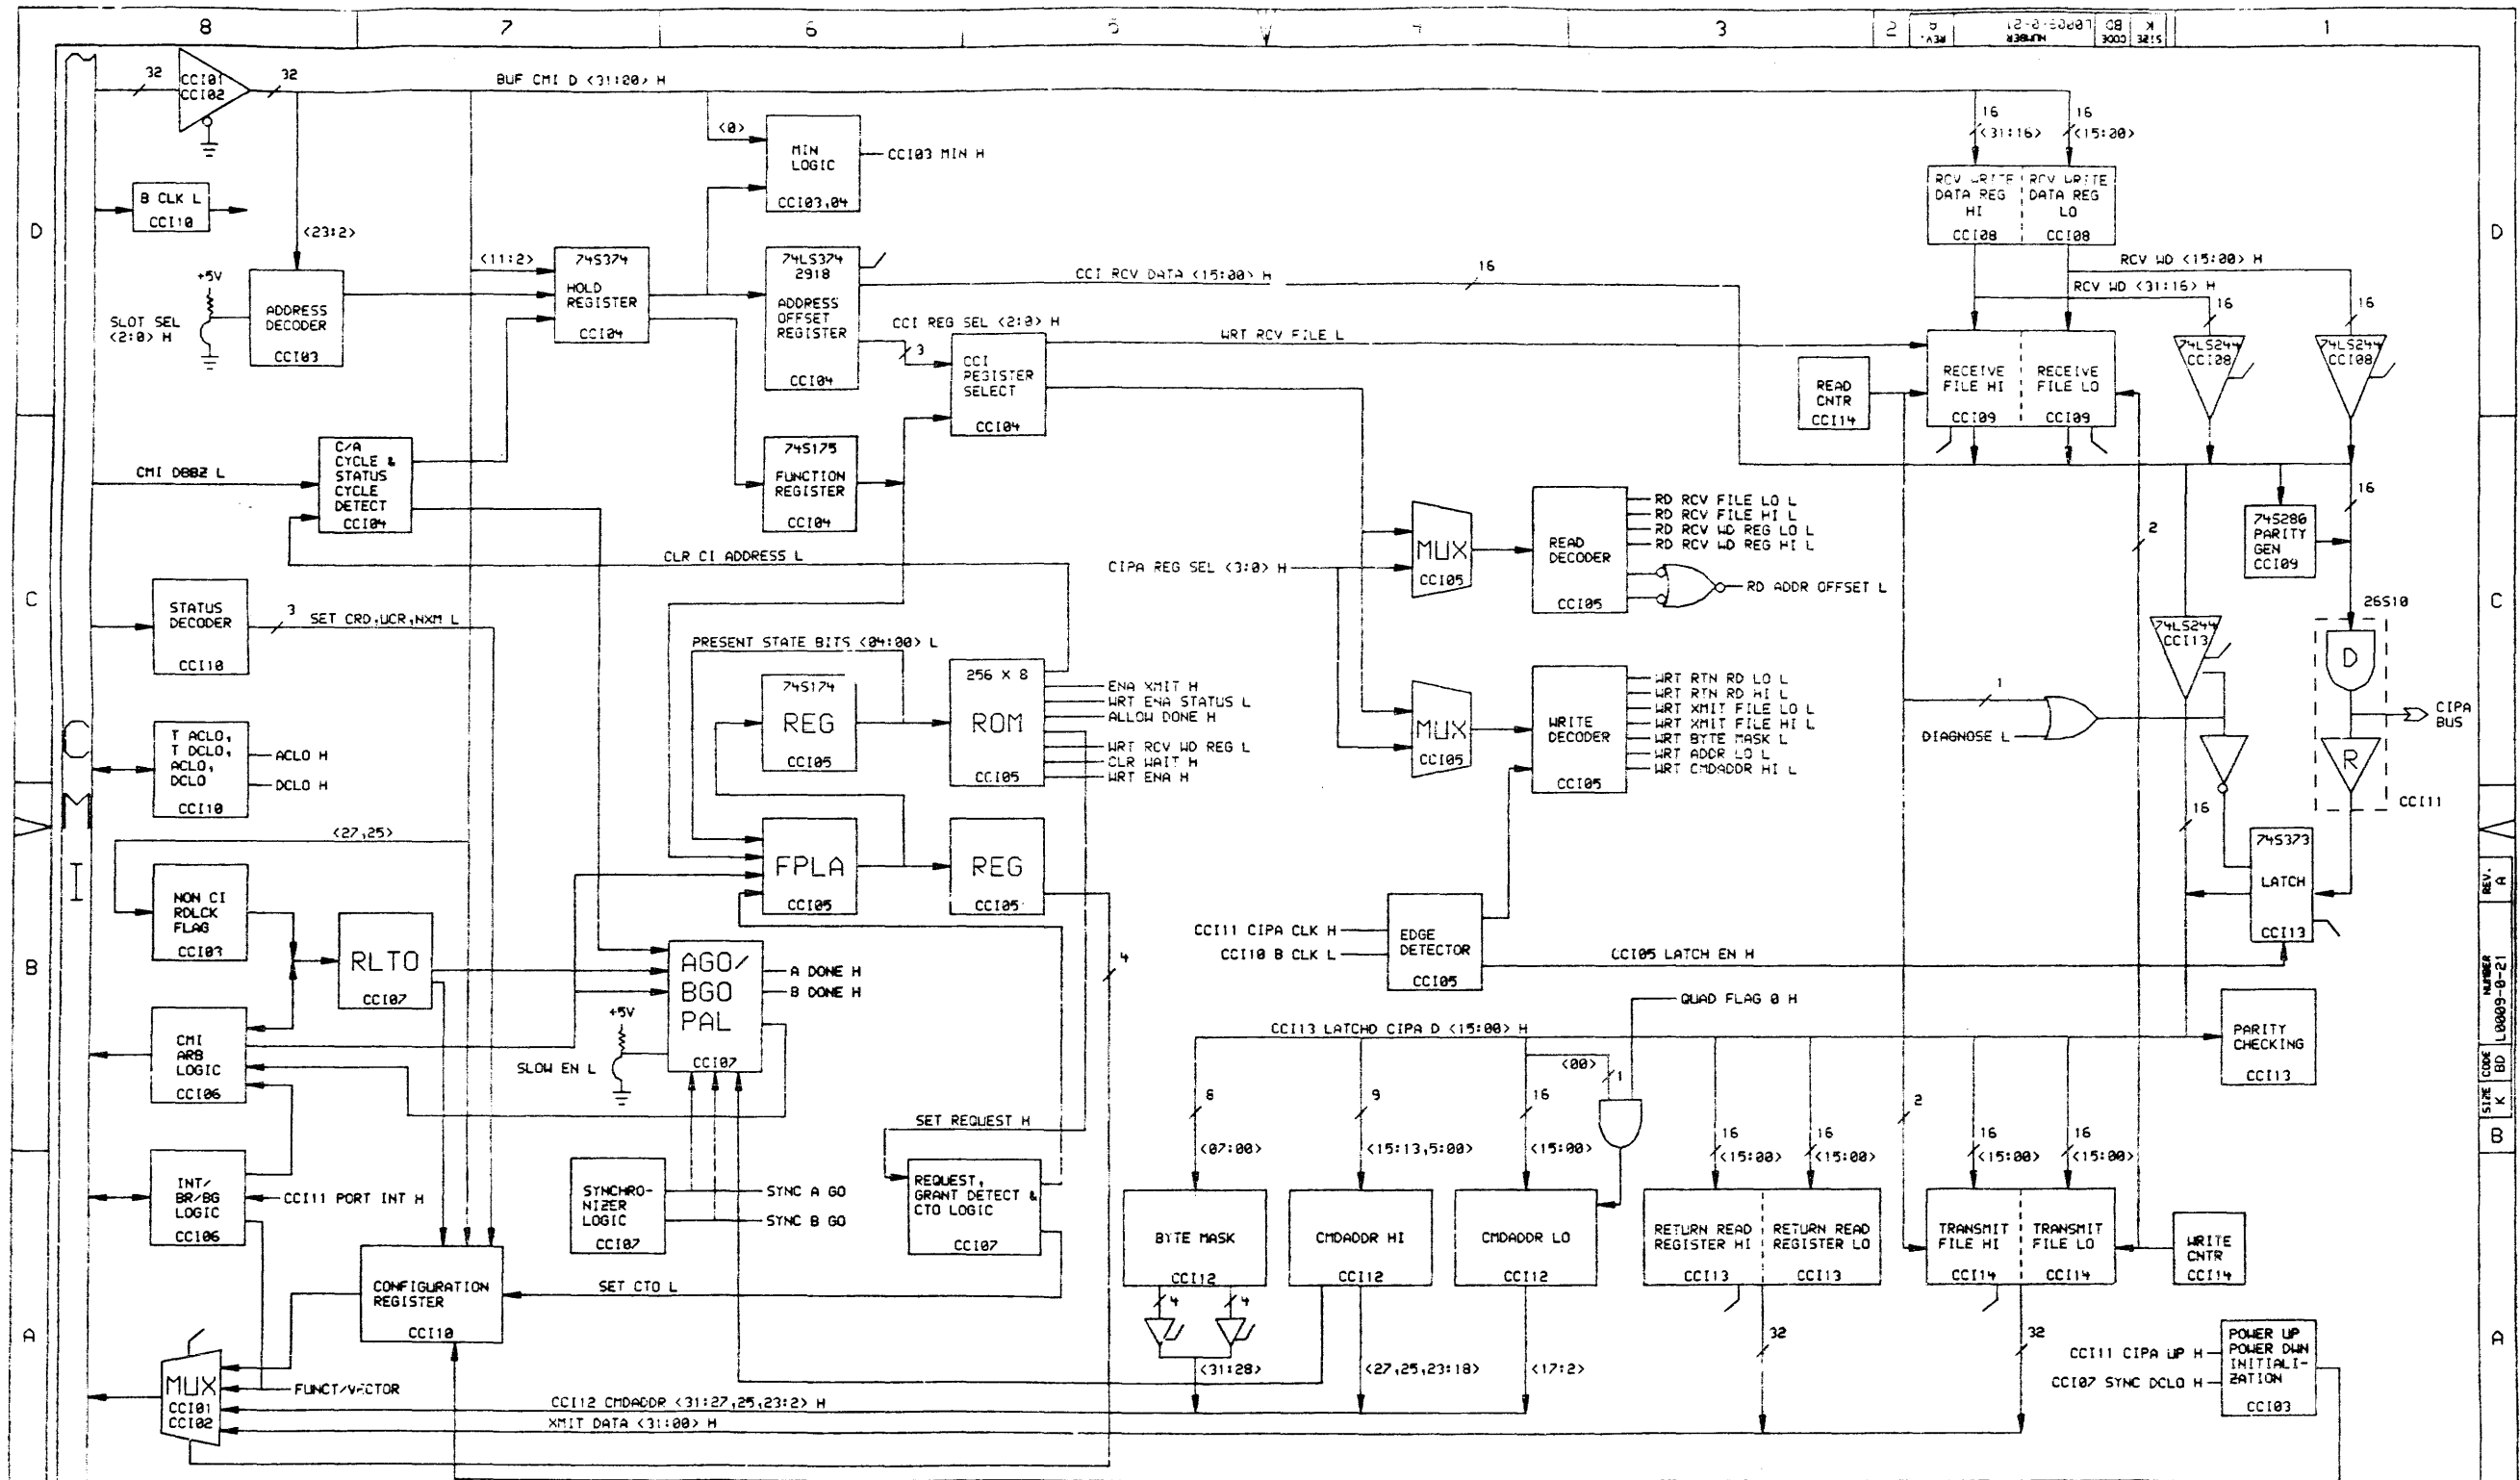 8
7
6
5
4
3
2
1
SIZE CODE NUMBER REV.
K BD L0009-0-21 A
32
CCI01
CCI02
32
BUF CMI D <31:00> H
<0>
MIN
LOGIC
CCI03,04
CCI03 MIN H
16
<31:16>
16
<15:00>
RCV WRITE
DATA REG
HI
CCI08
RCV WRITE
DATA REG
LO
CCI08
B CLK L
CCI10
D
D
<23:2>
<11:2>
+5V
SLOT SEL
<2:0> H
ADDRESS
DECODER
CCI03
74S374
HOLD
REGISTER
CCI04
74LS374
2918
ADDRESS
OFFSET
REGISTER
CCI04
CCI RCV DATA <15:00> H
16
CCI REG SEL <2:0> H
3
CCI
REGISTER
SELECT
CCI04
WRT RCV FILE L
RCV WD <15:00> H
RCV WD <31:16> H
16
16
74LS244
CCI08
74LS244
CCI08
READ
CNTR
CCI14
RECEIVE
FILE HI
CCI09
RECEIVE
FILE LO
CCI09
CMI DBBZ L
C/A
CYCLE &
STATUS
CYCLE
DETECT
CCI04
74S175
FUNCTION
REGISTER
CCI04
CLR CI ADDRESS L
MUX
CCI05
READ
DECODER
CCI05
RD RCV FILE LO L
RD RCV FILE HI L
RD RCV WD REG LO L
RD RCV WD REG HI L
RD ADDR OFFSET L
CIPA REG SEL <3:0> H
2
16
74S280
PARITY
GEN
CCI09
C
C
STATUS
DECODER
CCI10
3
SET CRD,UCR,NXM L
PRESENT STATE BITS <04:00> L
74S174
REG
CCI05
256 X 8
ROM
CCI05
ENA XMIT H
WRT ENA STATUS L
ALLOW DONE H
WRT RCV WD REG L
CLR WAIT H
WRT ENA H
MUX
CCI05
WRITE
DECODER
CCI05
WRT RTN RD LO L
WRT RTN RD HI L
WRT XMIT FILE LO L
WRT XMIT FILE HI L
WRT BYTE MASK L
WRT ADDR LO L
WRT CMDADDR HI L
1
DIAGNOSE L
74LS244
CCI13
26S10
D
R
CIPA
BUS
CCI11
16
74S373
LATCH
CCI13
CMI
T ACLO,
T DCLO,
ACLO,
DCLO
CCI10
ACLO H
DCLO H
<27,25>
NON CI
RDLCK
FLAG
CCI03
RLTO
CCI07
FPLA
CCI05
REG
CCI05
AGO/
BGO
PAL
CCI07
A DONE H
B DONE H
+5V
SLOW EN L
4
CCI11 CIPA CLK H
CCI10 B CLK L
EDGE
DETECTOR
CCI05
CCI05 LATCH EN H
QUAD FLAG 0 H
CCI13 LATCHD CIPA D <15:00> H
PARITY
CHECKING
CCI13
B
B
SIZE CODE NUMBER REV.
K BD L0009-0-21 A
CMI
ARB
LOGIC
CCI06
INT/
BR/BG
LOGIC
CCI06
CCI11 PORT INT H
SYNCHRO-
NIZER
LOGIC
CCI07
SYNC A GO
SYNC B GO
SET REQUEST H
REQUEST,
GRANT DETECT &
CTO LOGIC
CCI07
SET CTO L
8
<07:00>
9
<15:13,5:00>
16
<15:00>
<00>
1
16
<15:00>
16
<15:00>
2
16
<15:00>
16
<15:00>
BYTE MASK
CCI12
CMDADDR HI
CCI12
CMDADDR LO
CCI12
RETURN READ
REGISTER HI
CCI13
RETURN READ
REGISTER LO
CCI13
TRANSMIT
FILE HI
CCI14
TRANSMIT
FILE LO
CCI14
WRITE
CNTR
CCI14
4
4
<31:28>
<27,25,23:18>
<17:2>
32
32
A
A
CONFIGURATION
REGISTER
CCI10
MUX
CCI01
CCI02
FUNCT/VECTOR
CCI12 CMDADDR <31:27,25,23:2> H
XMIT DATA <31:00> H
CCI11 CIPA UP H
CCI07 SYNC DCLO H
POWER UP
POWER DWN
INITIALI-
ZATION
CCI03